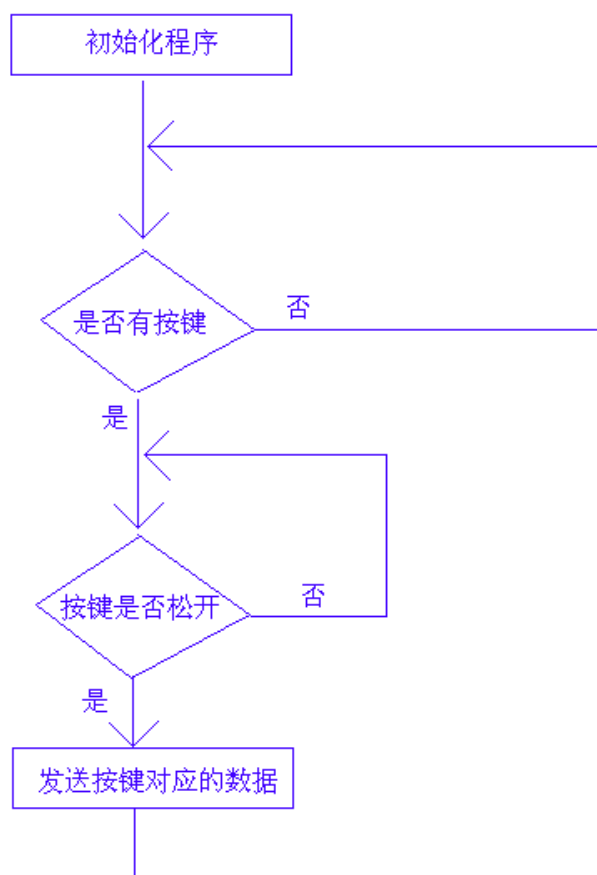 初始化程序
是否有按键
否
是
按键是否松开
否
是
发送按键对应的数据